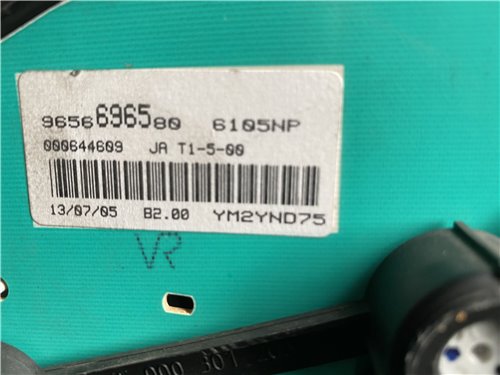 9656696580 6105NP
000644609 JA T1-5-00
13/07/05 B2.00 YM2YND75
VR